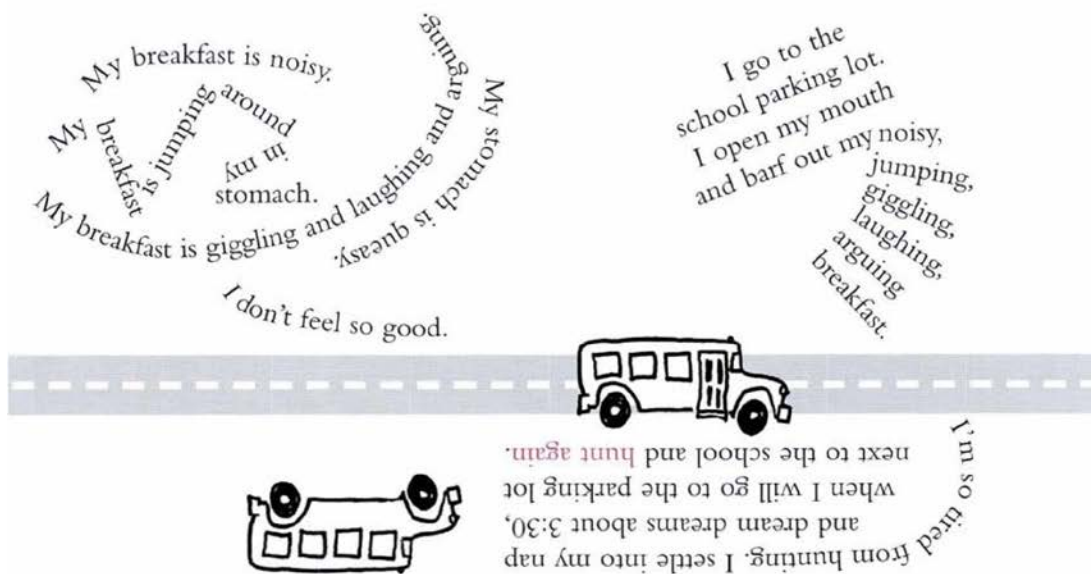 My breakfast is noisy.
My breakfast is jumping around in my stomach.
My breakfast is giggling and laughing and arguing.
My stomach is queasy.
I don't feel so good.
I go to the
school parking lot.
I open my mouth
and barf out my noisy,
jumping,
giggling,
laughing,
arguing
breakfast.
I'm so tired from hunting. I settle into my nap
and dream dreams about 3:30,
when I will go to the parking lot
next to the school and hunt again.